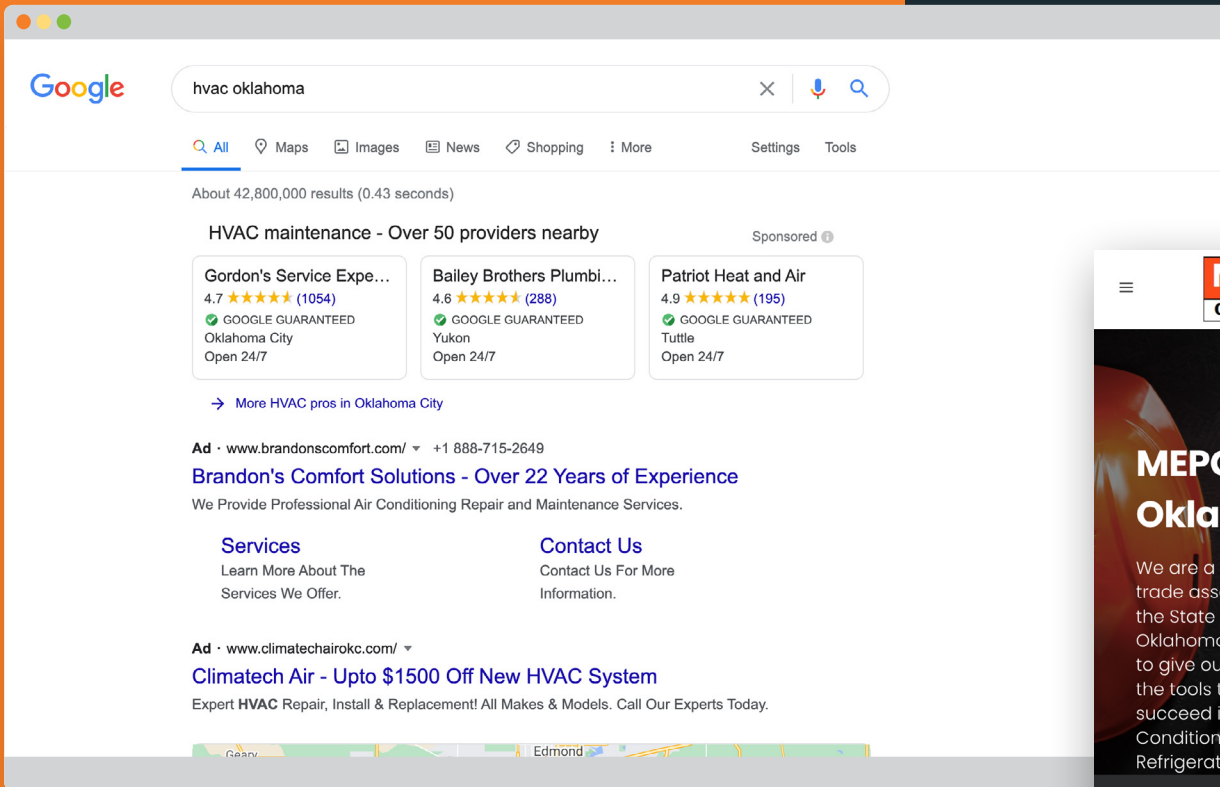 Google
hvac oklahoma
All Maps Images News Shopping More Settings Tools
About 42,800,000 results (0.43 seconds)
HVAC maintenance - Over 50 providers nearby
Sponsored
Gordon's Service Expe...
4.7 (1054)
GOOGLE GUARANTEED
Oklahoma City
Open 24/7
Bailey Brothers Plumbi...
4.6 (288)
GOOGLE GUARANTEED
Yukon
Open 24/7
Patriot Heat and Air
4.9 (195)
GOOGLE GUARANTEED
Tuttle
Open 24/7
→ More HVAC pros in Oklahoma City
Ad · www.brandonscomfort.com/ +1 888-715-2649
Brandon's Comfort Solutions - Over 22 Years of Experience
We Provide Professional Air Conditioning Repair and Maintenance Services.
Services
Learn More About The
Services We Offer.
Contact Us
Contact Us For More
Information.
Ad · www.climatechairokc.com/
Climatech Air - Upto $1500 Off New HVAC System
Expert HVAC Repair, Install & Replacement! All Makes & Models. Call Our Experts Today.
Geary
Edmond
MEPC
Okla
We are a
trade ass
the State
Oklahoma
to give ou
the tools t
succeed i
Condition
Refrigerat